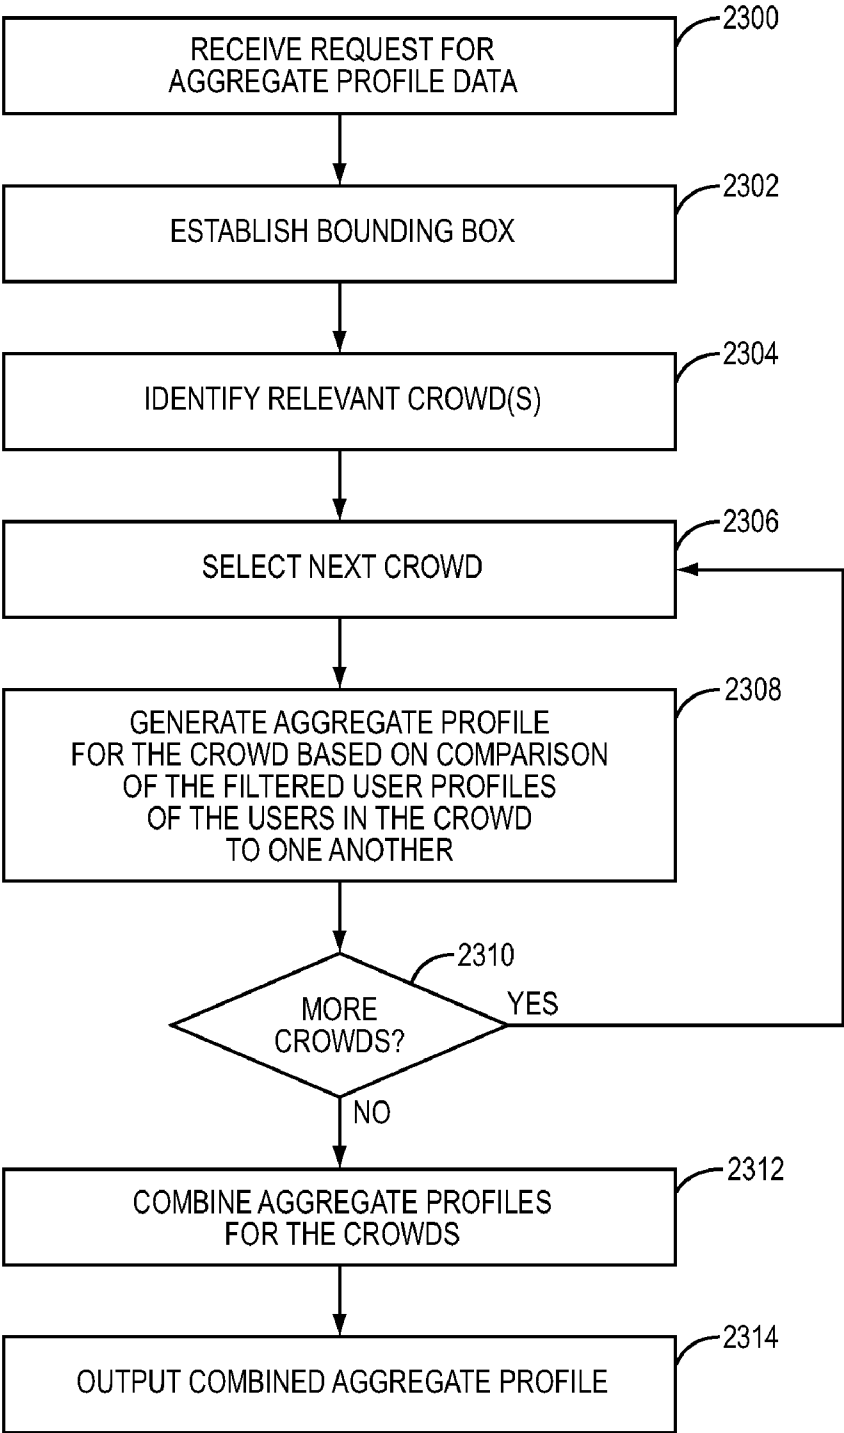 2300
RECEIVE REQUEST FOR
AGGREGATE PROFILE DATA
2302
ESTABLISH BOUNDING BOX
2304
IDENTIFY RELEVANT CROWD(S)
2306
SELECT NEXT CROWD
2308
GENERATE AGGREGATE PROFILE
FOR THE CROWD BASED ON COMPARISON
OF THE FILTERED USER PROFILES
OF THE USERS IN THE CROWD
TO ONE ANOTHER
2310
YES
MORE
CROWDS?
NO
2312
COMBINE AGGREGATE PROFILES
FOR THE CROWDS
2314
OUTPUT COMBINED AGGREGATE PROFILE